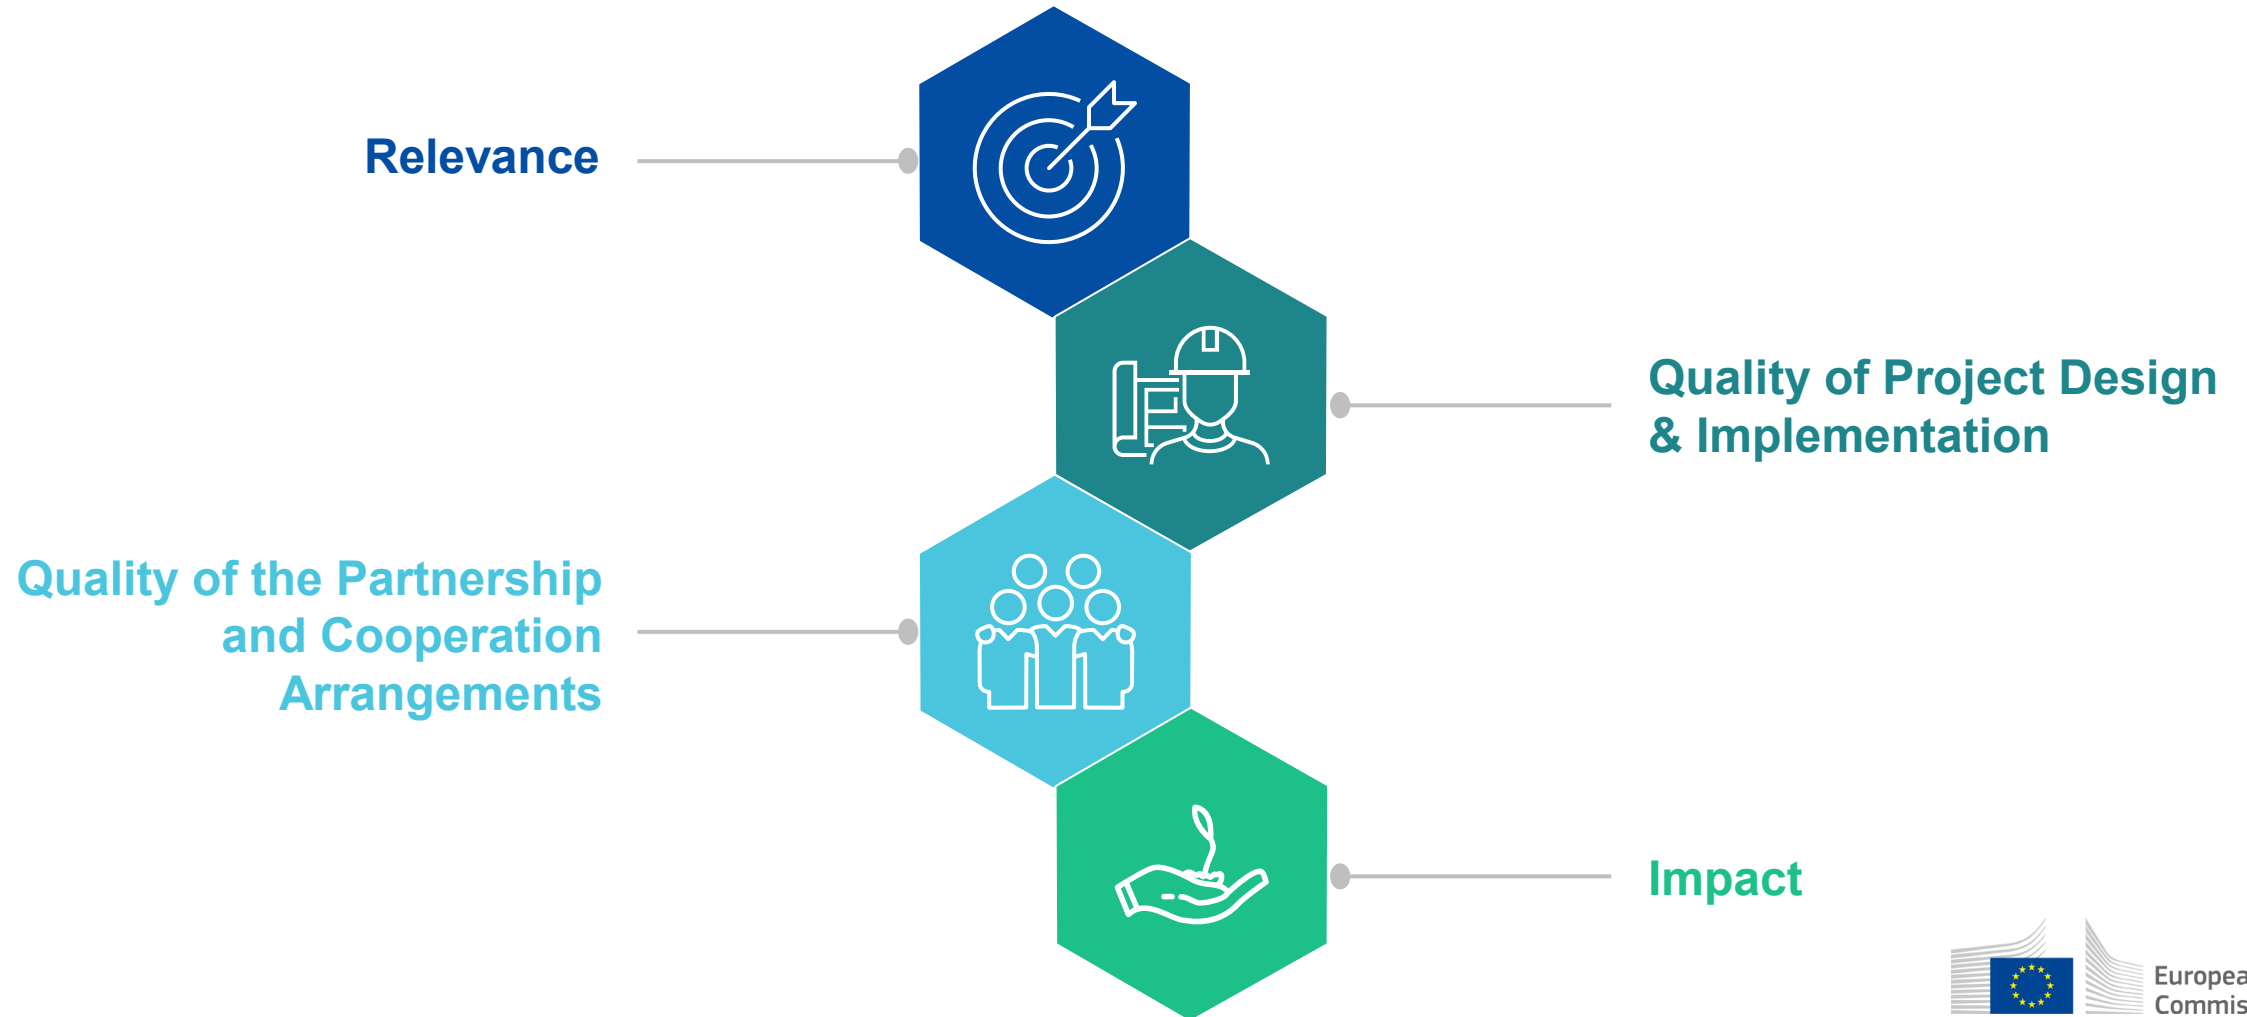 Relevance
Quality of Project Design
& Implementation
Quality of the Partnership
and Cooperation
Arrangements
Impact